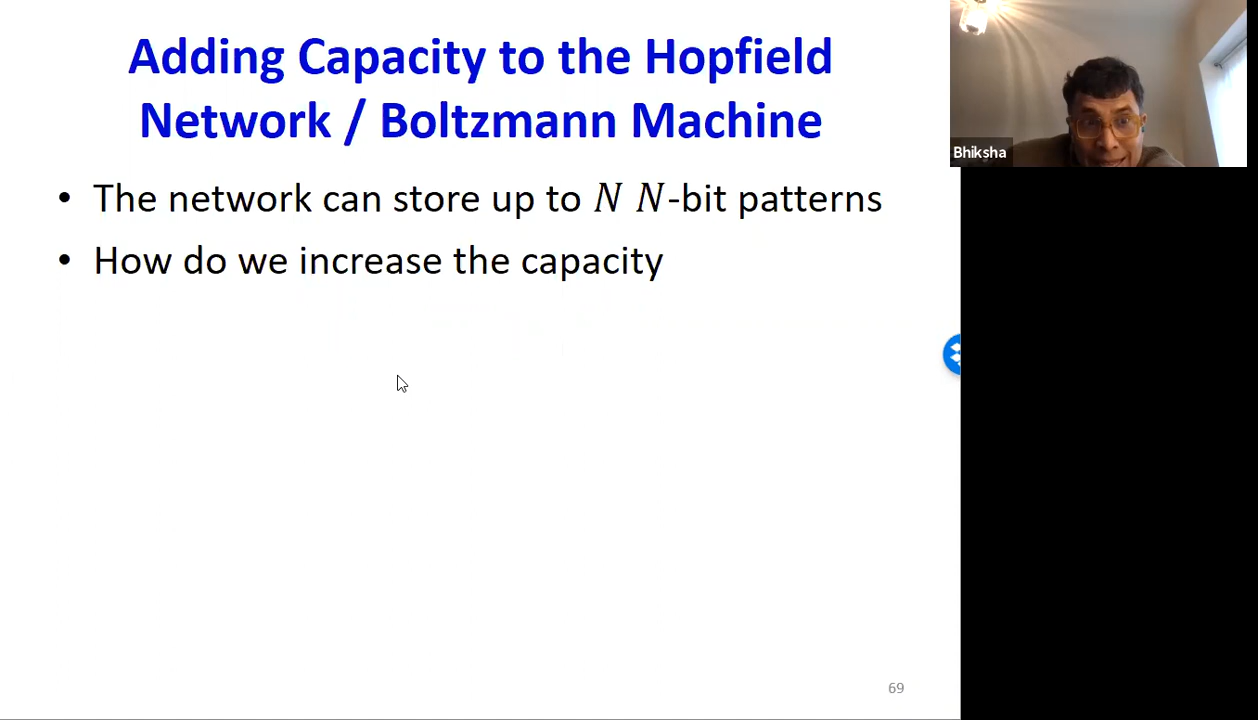 Adding Capacity to the Hopfield
Network / Boltzmann Machine
Bhiksha
• The network can store up to N N-bit patterns
• How do we increase the capacity
69